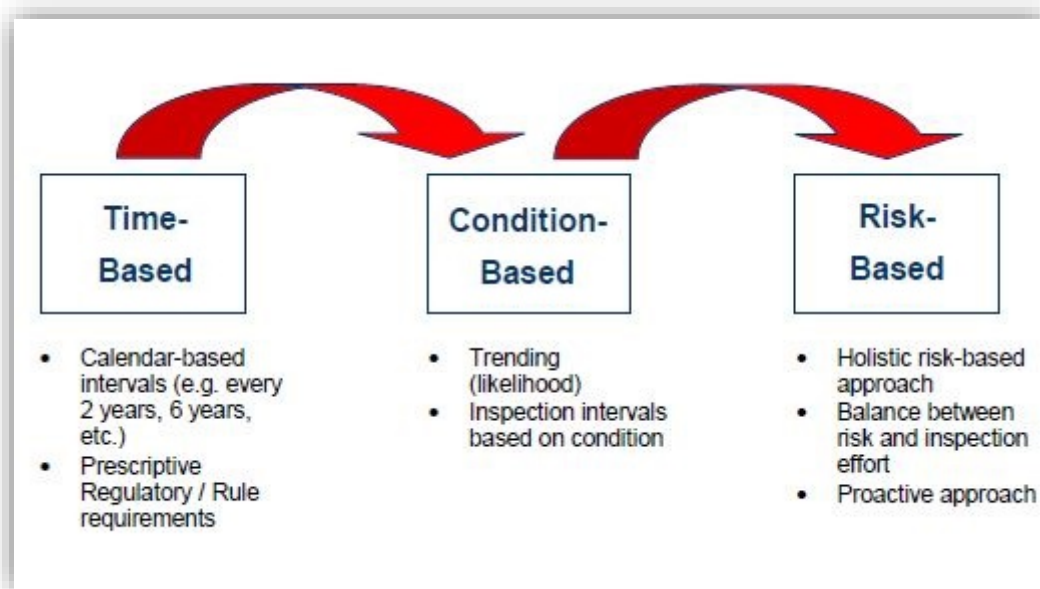 Time-
Based
Condition-
Based
Risk-
Based
• Calendar-based
intervals (e.g. every
2 years, 6 years,
etc.)
• Prescriptive
Regulatory / Rule
requirements
• Trending
(likelihood)
• Inspection intervals
based on condition
• Holistic risk-based
approach
• Balance between
risk and inspection
effort
• Proactive approach